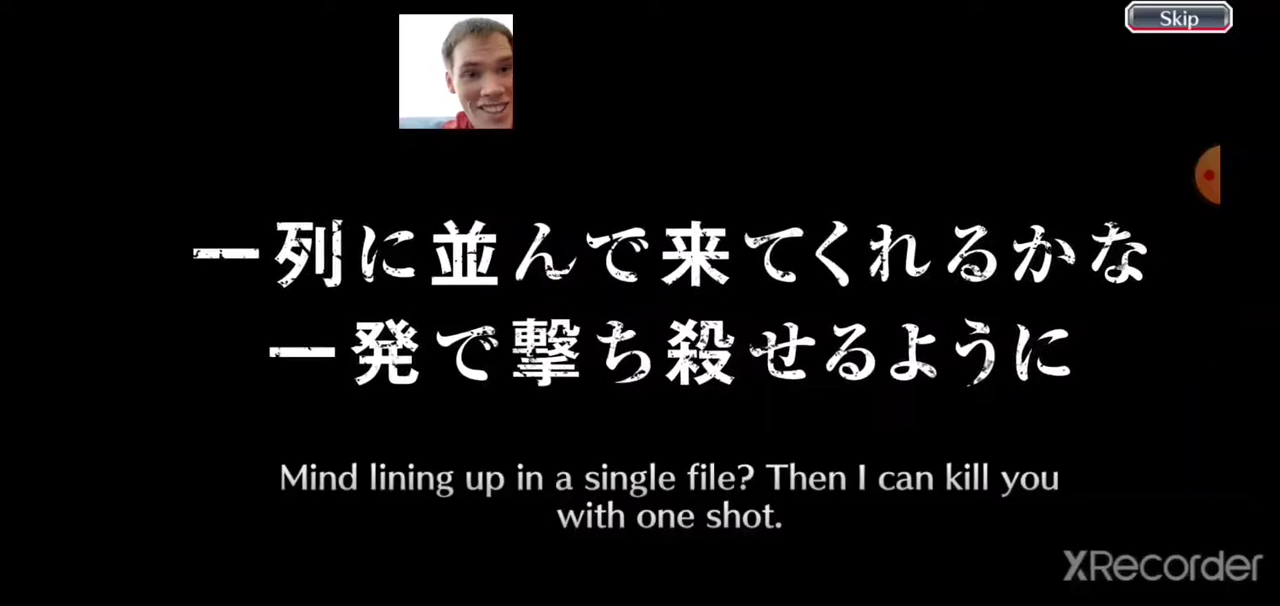 Skip
一列に並んで来てくれるかな
一発で撃ち殺せるように
Mind lining up in a single file? Then I can kill you
with one shot.
XRecorder